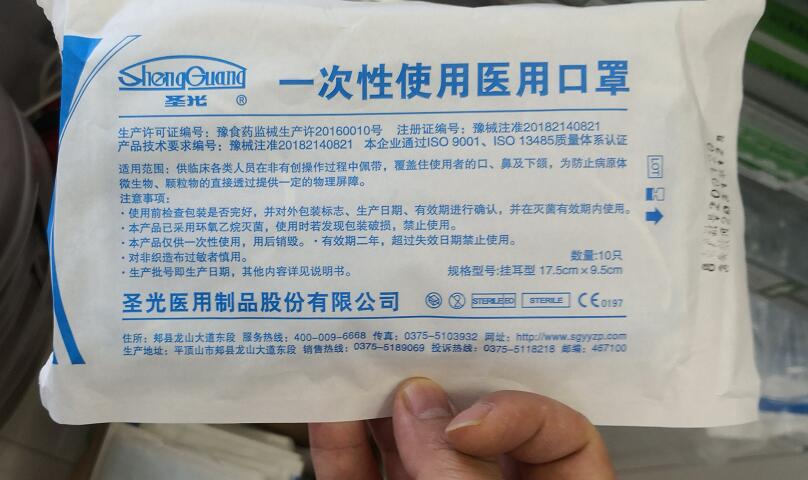 ShengGuang
圣光®
一次性使用医用口罩
生产许可证编号：豫食药监械生产许20160010号 注册证编号：豫械注准20182140821
产品技术要求编号：豫械注准20182140821 本企业通过ISO 9001、ISO 13485质量体系认证
适用范围：供临床各类人员在非有创操作过程中佩带，覆盖住使用者的口、鼻及下颌，为防止病原体
微生物、颗粒物的直接透过提供一定的物理屏障。
注意事项：
·使用前检查包装是否完好，并对外包装标志、生产日期、有效期进行确认，并在灭菌有效期内使用。
·本产品已采用环氧乙烷灭菌，使用时若发现包装破损，禁止使用。
·本产品仅供一次性使用，用后销毁。·有效期二年，超过失效日期禁止使用。
·对非织造布过敏者慎用。
数量：10只
·生产批号即生产日期，其他内容详见说明书。
规格型号：挂耳型 17.5cm×9.5cm
LOT
圣光医用制品股份有限公司
STERILE EO
STERILE
CE 0197
住所：郏县龙山大道东段 服务热线：400-009-6668 传真：0375-5103932 网址：http://www.sgyyzp.com
生产地址：平顶山市郏县龙山大道东段 销售热线：0375-5189069 投诉热线：0375-5118218 邮编：467100